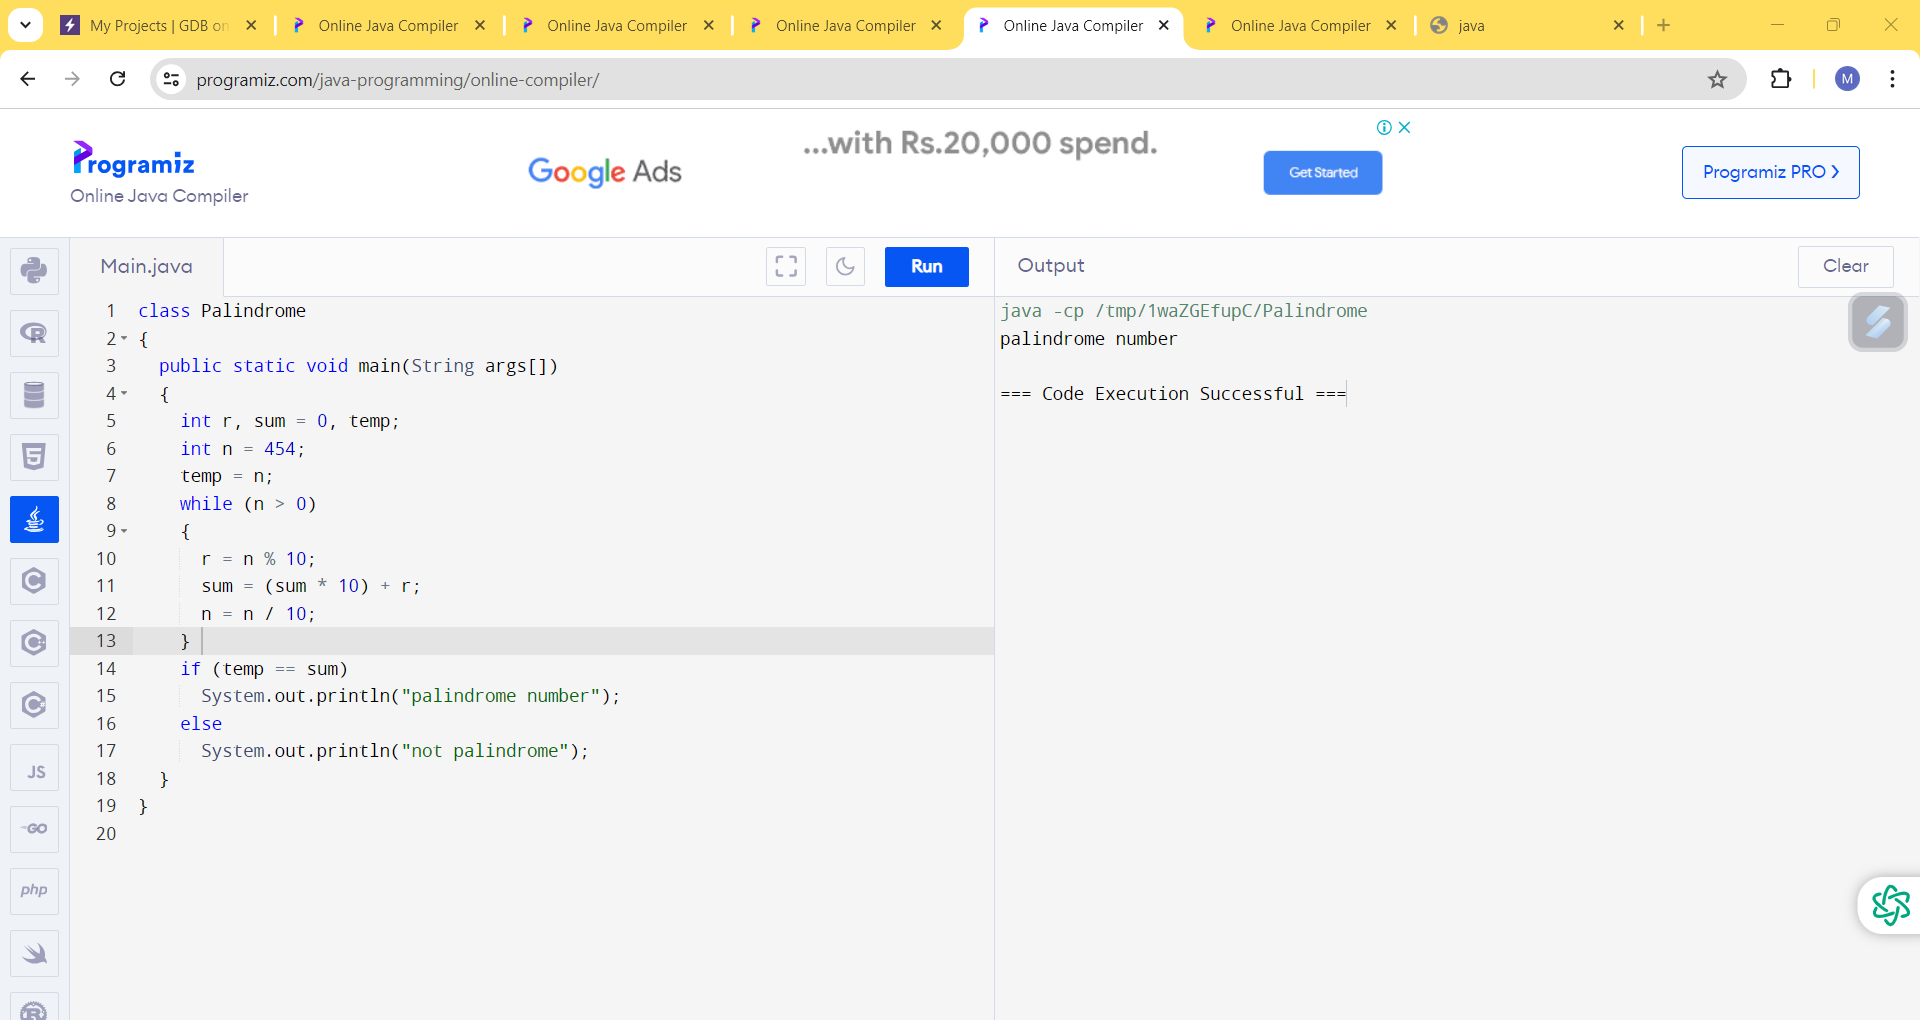 My Projects | GDB on
Online Java Compiler
Online Java Compiler
Online Java Compiler
Online Java Compiler
Online Java Compiler
java
programiz.com/java-programming/online-compiler/
M
Programiz
Online Java Compiler
Google Ads
...with Rs.20,000 spend.
Get Started
Programiz PRO ❯
Main.java
Run
Output
Clear
1 class Palindrome
2 {
3 public static void main(String args[])
4 {
5 int r, sum = 0, temp;
6 int n = 454;
7 temp = n;
8 while (n > 0)
9 {
10 r = n % 10;
11 sum = (sum * 10) + r;
12 n = n / 10;
13 }
14 if (temp == sum)
15 System.out.println("palindrome number");
16 else
17 System.out.println("not palindrome");
18 }
19 }
20
java -cp /tmp/1waZGEfupC/Palindrome
palindrome number
=== Code Execution Successful ===
R
5
C
C
C
JS
GO
php
R